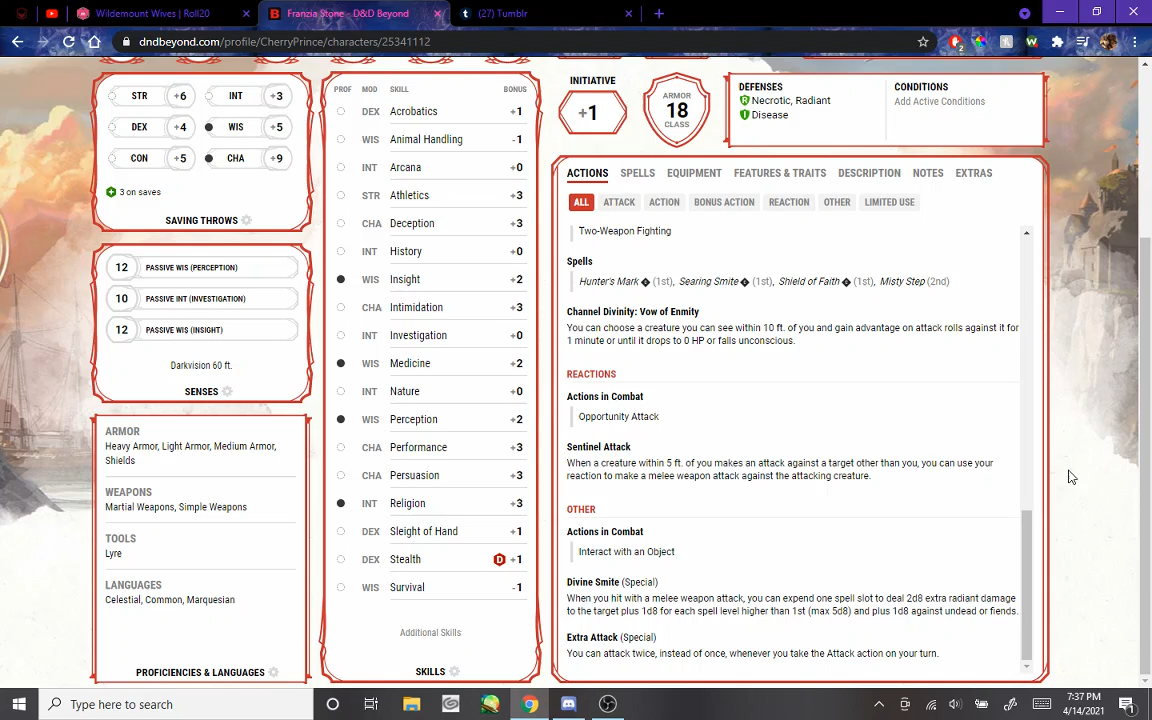 Wildemount Wives | Roll20
Franzia Stone - D&D Beyond
(27) Tumblr
dndbeyond.com/profile/CherryPrince/characters/25341112
STR +6 INT +3
DEX +4 WIS +5
CON +5 CHA +9
3 on saves
SAVING THROWS
12 PASSIVE WIS (PERCEPTION)
10 PASSIVE INT (INVESTIGATION)
12 PASSIVE WIS (INSIGHT)
Darkvision 60 ft.
SENSES
ARMOR
Heavy Armor, Light Armor, Medium Armor,
Shields
WEAPONS
Martial Weapons, Simple Weapons
TOOLS
Lyre
LANGUAGES
Celestial, Common, Marquesian
PROFICIENCIES & LANGUAGES
PROF MOD SKILL BONUS
DEX Acrobatics +1
WIS Animal Handling -1
INT Arcana +0
STR Athletics +3
CHA Deception +3
INT History +0
WIS Insight +2
CHA Intimidation +3
INT Investigation +0
WIS Medicine +2
INT Nature +0
WIS Perception +2
CHA Performance +3
CHA Persuasion +3
INT Religion +3
DEX Sleight of Hand +1
DEX Stealth D +1
WIS Survival -1
Additional Skills
SKILLS
INITIATIVE
+1
ARMOR
18
CLASS
DEFENSES
R Necrotic, Radiant
I Disease
CONDITIONS
Add Active Conditions
ACTIONS SPELLS EQUIPMENT FEATURES & TRAITS DESCRIPTION NOTES EXTRAS
ALL ATTACK ACTION BONUS ACTION REACTION OTHER LIMITED USE
Two-Weapon Fighting
Spells
Hunter's Mark (1st), Searing Smite (1st), Shield of Faith (1st), Misty Step (2nd)
Channel Divinity: Vow of Enmity
You can choose a creature you can see within 10 ft. of you and gain advantage on attack rolls against it for
1 minute or until it drops to 0 HP or falls unconscious.
REACTIONS
Actions in Combat
Opportunity Attack
Sentinel Attack
When a creature within 5 ft. of you makes an attack against a target other than you, you can use your
reaction to make a melee weapon attack against the attacking creature.
OTHER
Actions in Combat
Interact with an Object
Divine Smite (Special)
When you hit with a melee weapon attack, you can expend one spell slot to deal 2d8 extra radiant damage
to the target plus 1d8 for each spell level higher than 1st (max 5d8) and plus 1d8 against undead or fiends.
Extra Attack (Special)
You can attack twice, instead of once, whenever you take the Attack action on your turn.
Type here to search
7:37 PM
4/14/2021